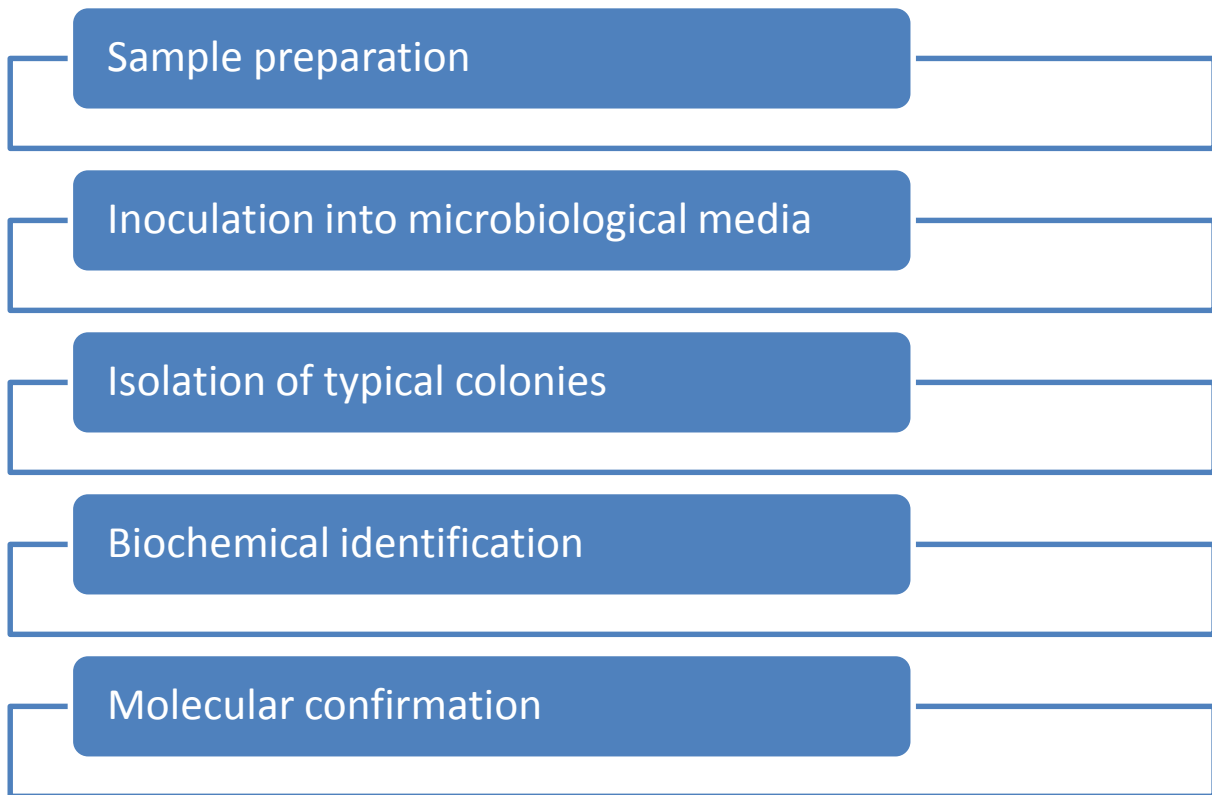 Sample preparation
Inoculation into microbiological media
Isolation of typical colonies
Biochemical identification
Molecular confirmation